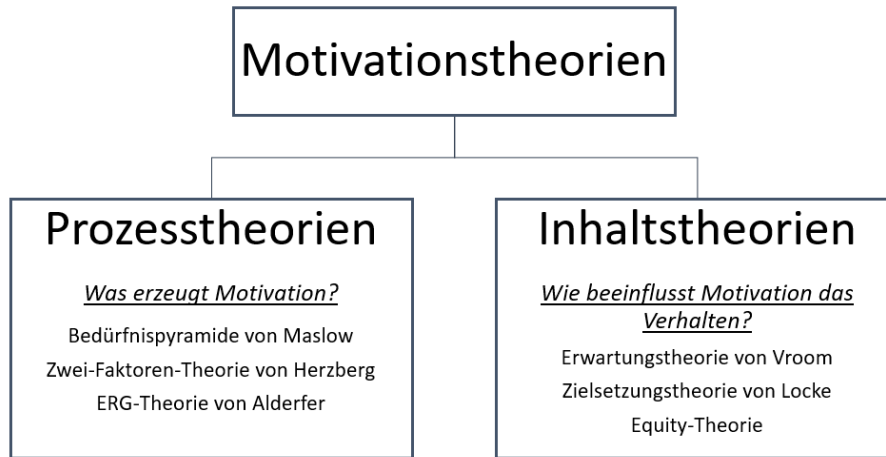 Motivationstheorien
Prozesstheorien
Was erzeugt Motivation?
Bedürfnispyramide von Maslow
Zwei-Faktoren-Theorie von Herzberg
ERG-Theorie von Alderfer
Inhaltstheorien
Wie beeinflusst Motivation das
Verhalten?
Erwartungstheorie von Vroom
Zielsetzungstheorie von Locke
Equity-Theorie